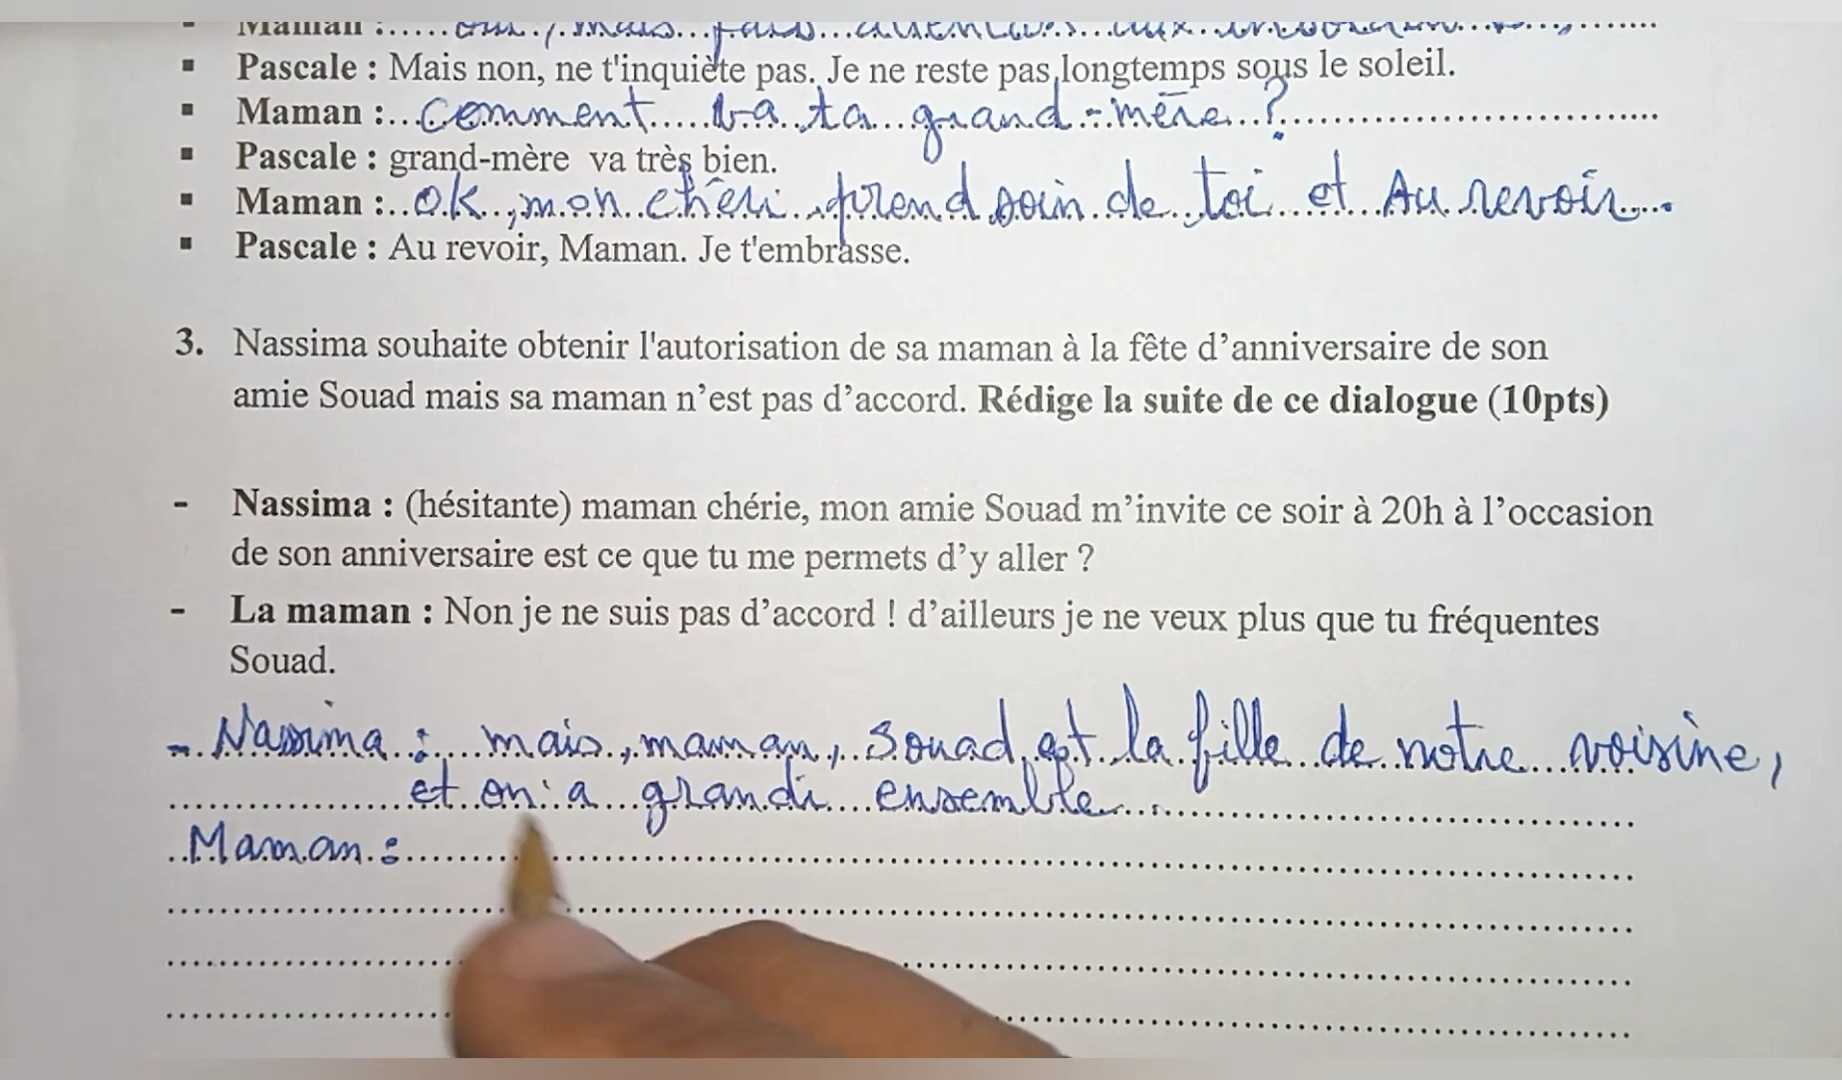 Maman :...... oui, mais fais attention aux
▪ Pascale : Mais non, ne t'inquiète pas. Je ne reste pas longtemps sous le soleil.
▪ Maman :... comment va ta grand-mère ?
▪ Pascale : grand-mère va très bien.
▪ Maman :.. OK, mon chéri prend soin de toi et Au revoir
▪ Pascale : Au revoir, Maman. Je t'embrasse.
3. Nassima souhaite obtenir l'autorisation de sa maman à la fête d'anniversaire de son
amie Souad mais sa maman n'est pas d'accord. Rédige la suite de ce dialogue (10pts)
- Nassima : (hésitante) maman chérie, mon amie Souad m'invite ce soir à 20h à l'occasion
de son anniversaire est ce que tu me permets d'y aller ?
- La maman : Non je ne suis pas d'accord ! d'ailleurs je ne veux plus que tu fréquentes
Souad.
- Nassima : mais, maman, Souad est la fille de notre voisine,
et on a grandi ensemble
Maman :